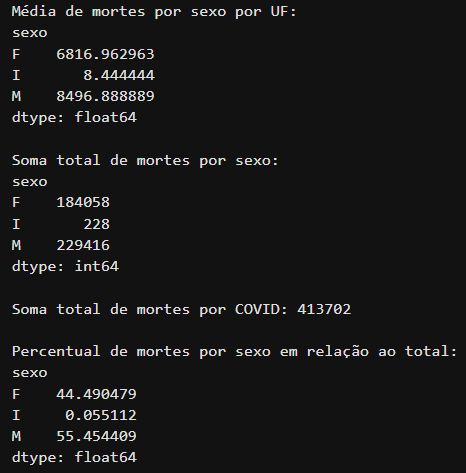 Média de mortes por sexo por UF:
sexo
F    6816.962963
I       8.444444
M    8496.888889
dtype: float64

Soma total de mortes por sexo:
sexo
F    184058
I       228
M    229416
dtype: int64

Soma total de mortes por COVID: 413702

Percentual de mortes por sexo em relação ao total:
sexo
F    44.490479
I     0.055112
M    55.454409
dtype: float64